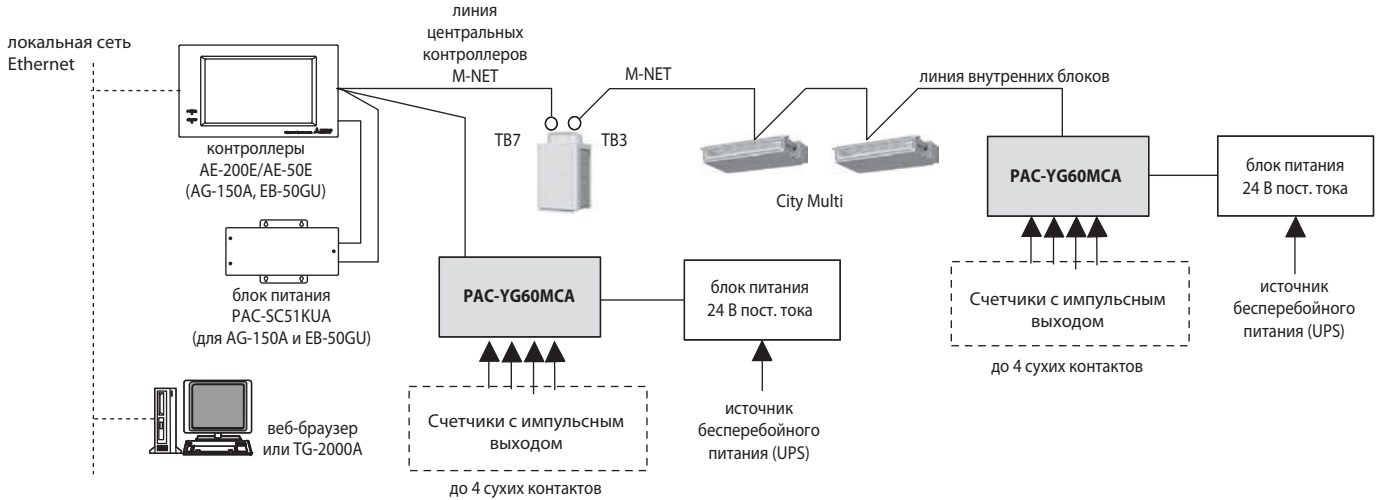 локальная сеть
Ethernet
линия
центральных
контроллеров
M-NET
M-NET
линия внутренних блоков
TB7
TB3
контроллеры
AE-200E/AE-50E
(AG-150A, EB-50GU)
City Multi
PAC-YG60MCA
блок питания
24 В пост. тока
блок питания
PAC-SC51KUA
(для AG-150A и EB-50GU)
PAC-YG60MCA
блок питания
24 В пост. тока
Счетчики с импульсным
выходом
до 4 сухих контактов
источник
бесперебойного
питания (UPS)
веб-браузер
или TG-2000A
Счетчики с импульсным
выходом
до 4 сухих контактов
источник
бесперебойного
питания (UPS)